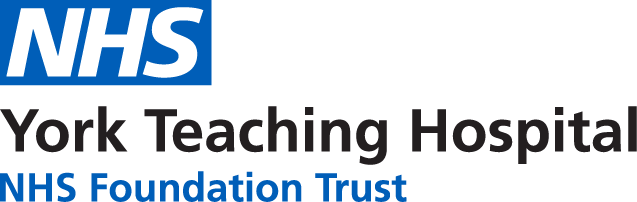 NHS
York Teaching Hospital
NHS Foundation Trust